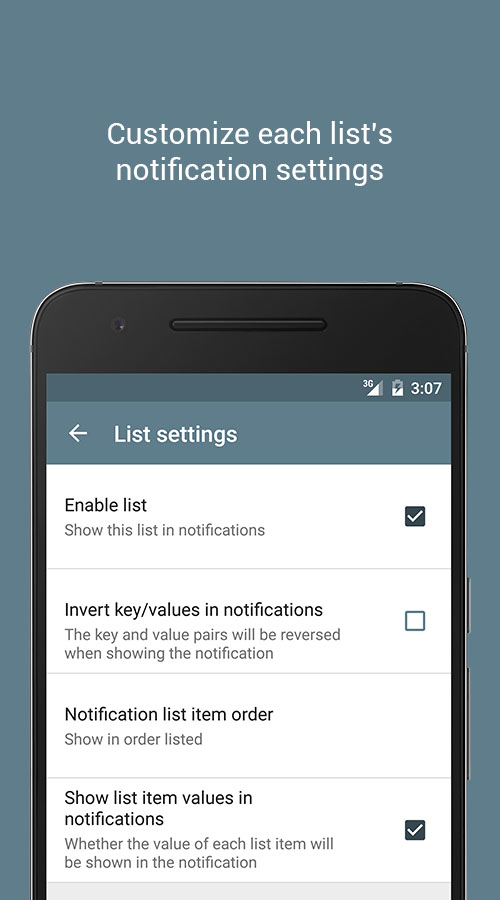 Customize each list's
notification settings
3G 3:07
List settings
Enable list
Show this list in notifications
Invert key/values in notifications
The key and value pairs will be reversed
when showing the notification
Notification list item order
Show in order listed
Show list item values in
notifications
Whether the value of each list item will
be shown in the notification